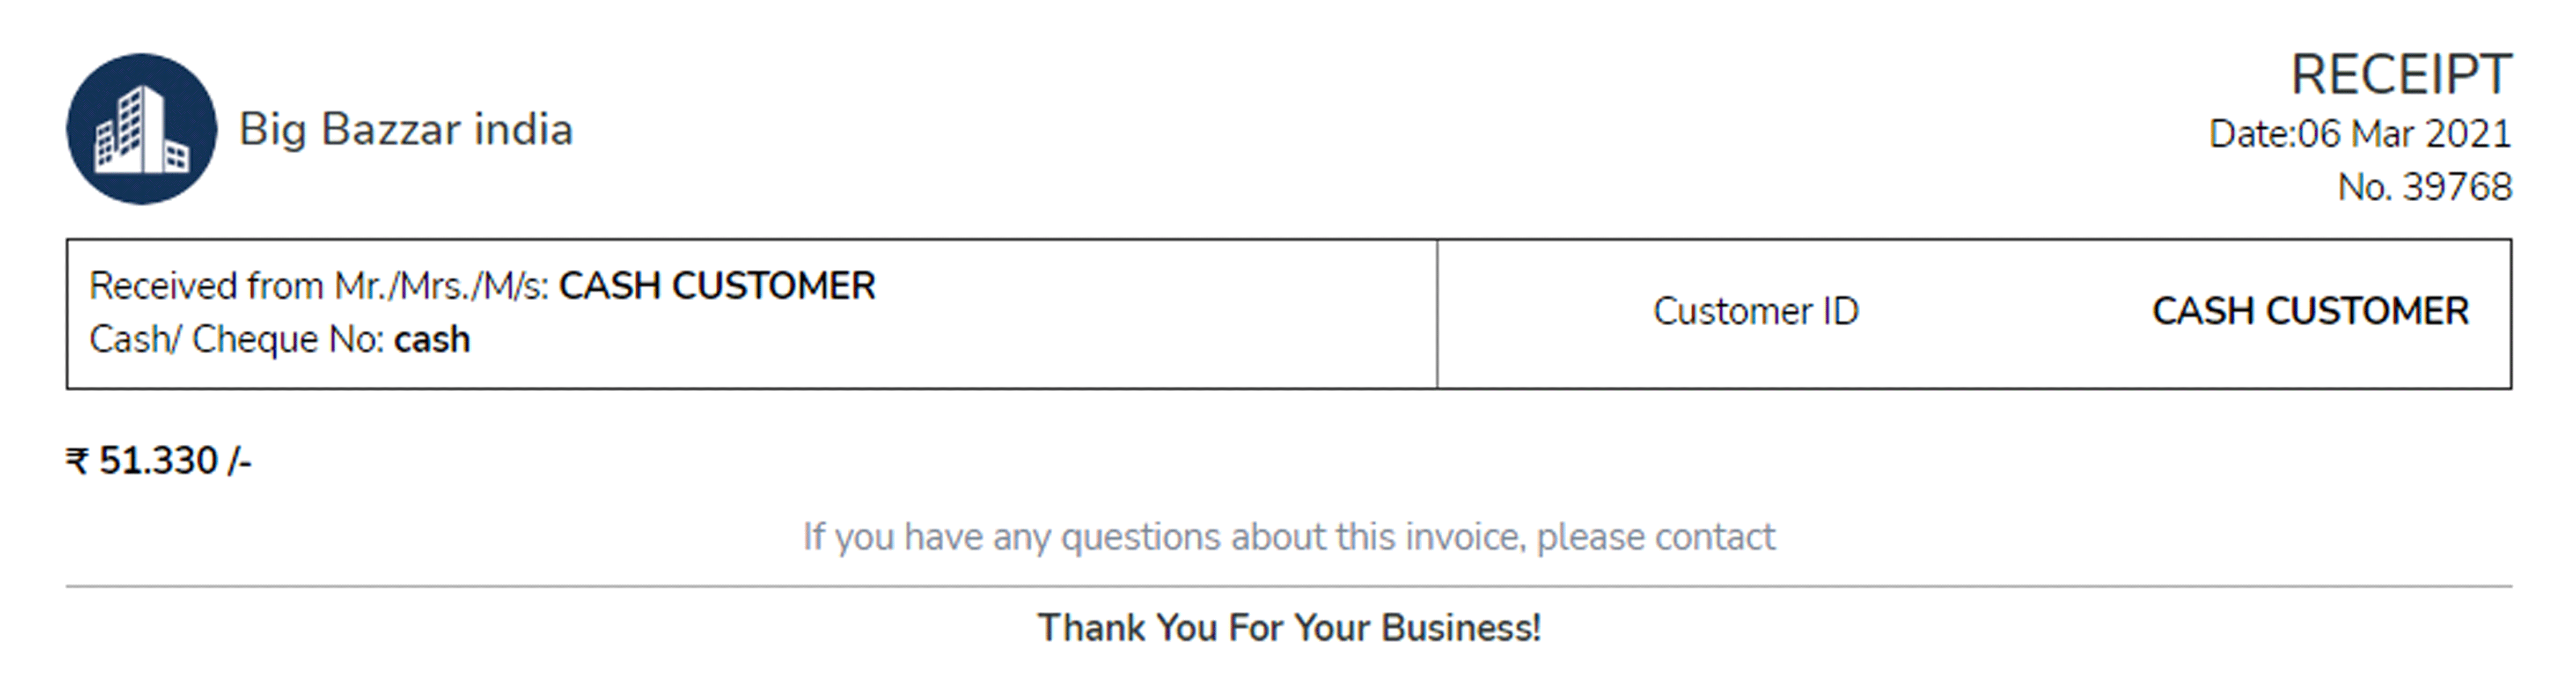 Big Bazzar india
RECEIPT
Date:06 Mar 2021
No. 39768
Received from Mr./Mrs./M/s: CASH CUSTOMER
Cash/ Cheque No: cash
Customer ID CASH CUSTOMER
₹ 51.330 /-
If you have any questions about this invoice, please contact
Thank You For Your Business!